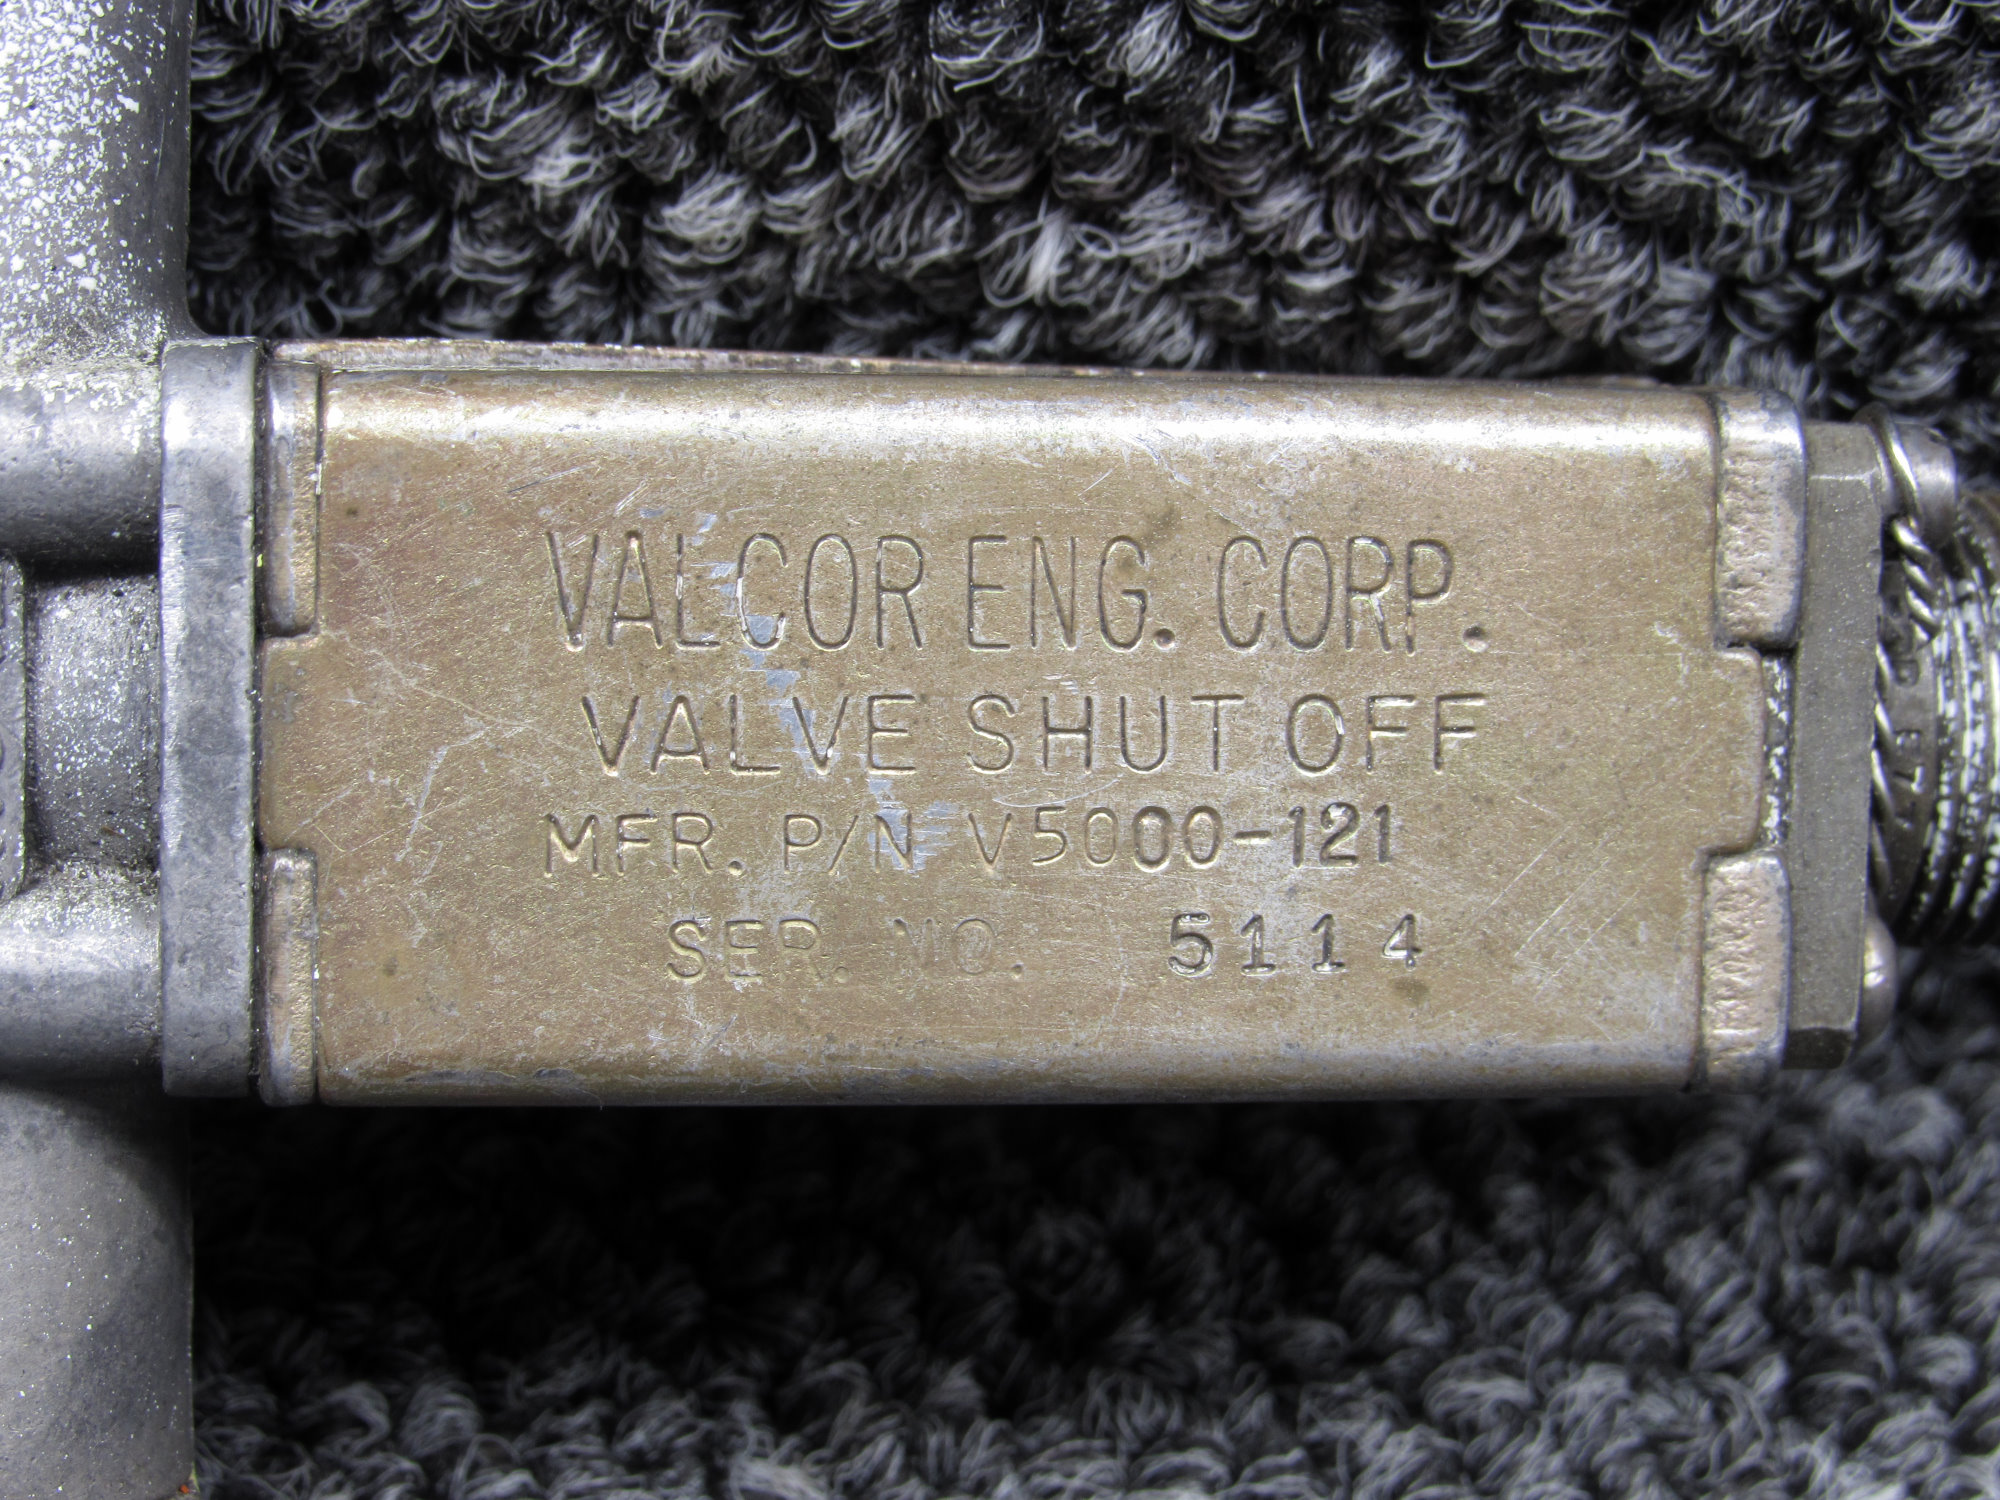 VALCOR ENG. CORP.
VALVE SHUT OFF
MFR. P/N V5000-121
SER. NO. 5114